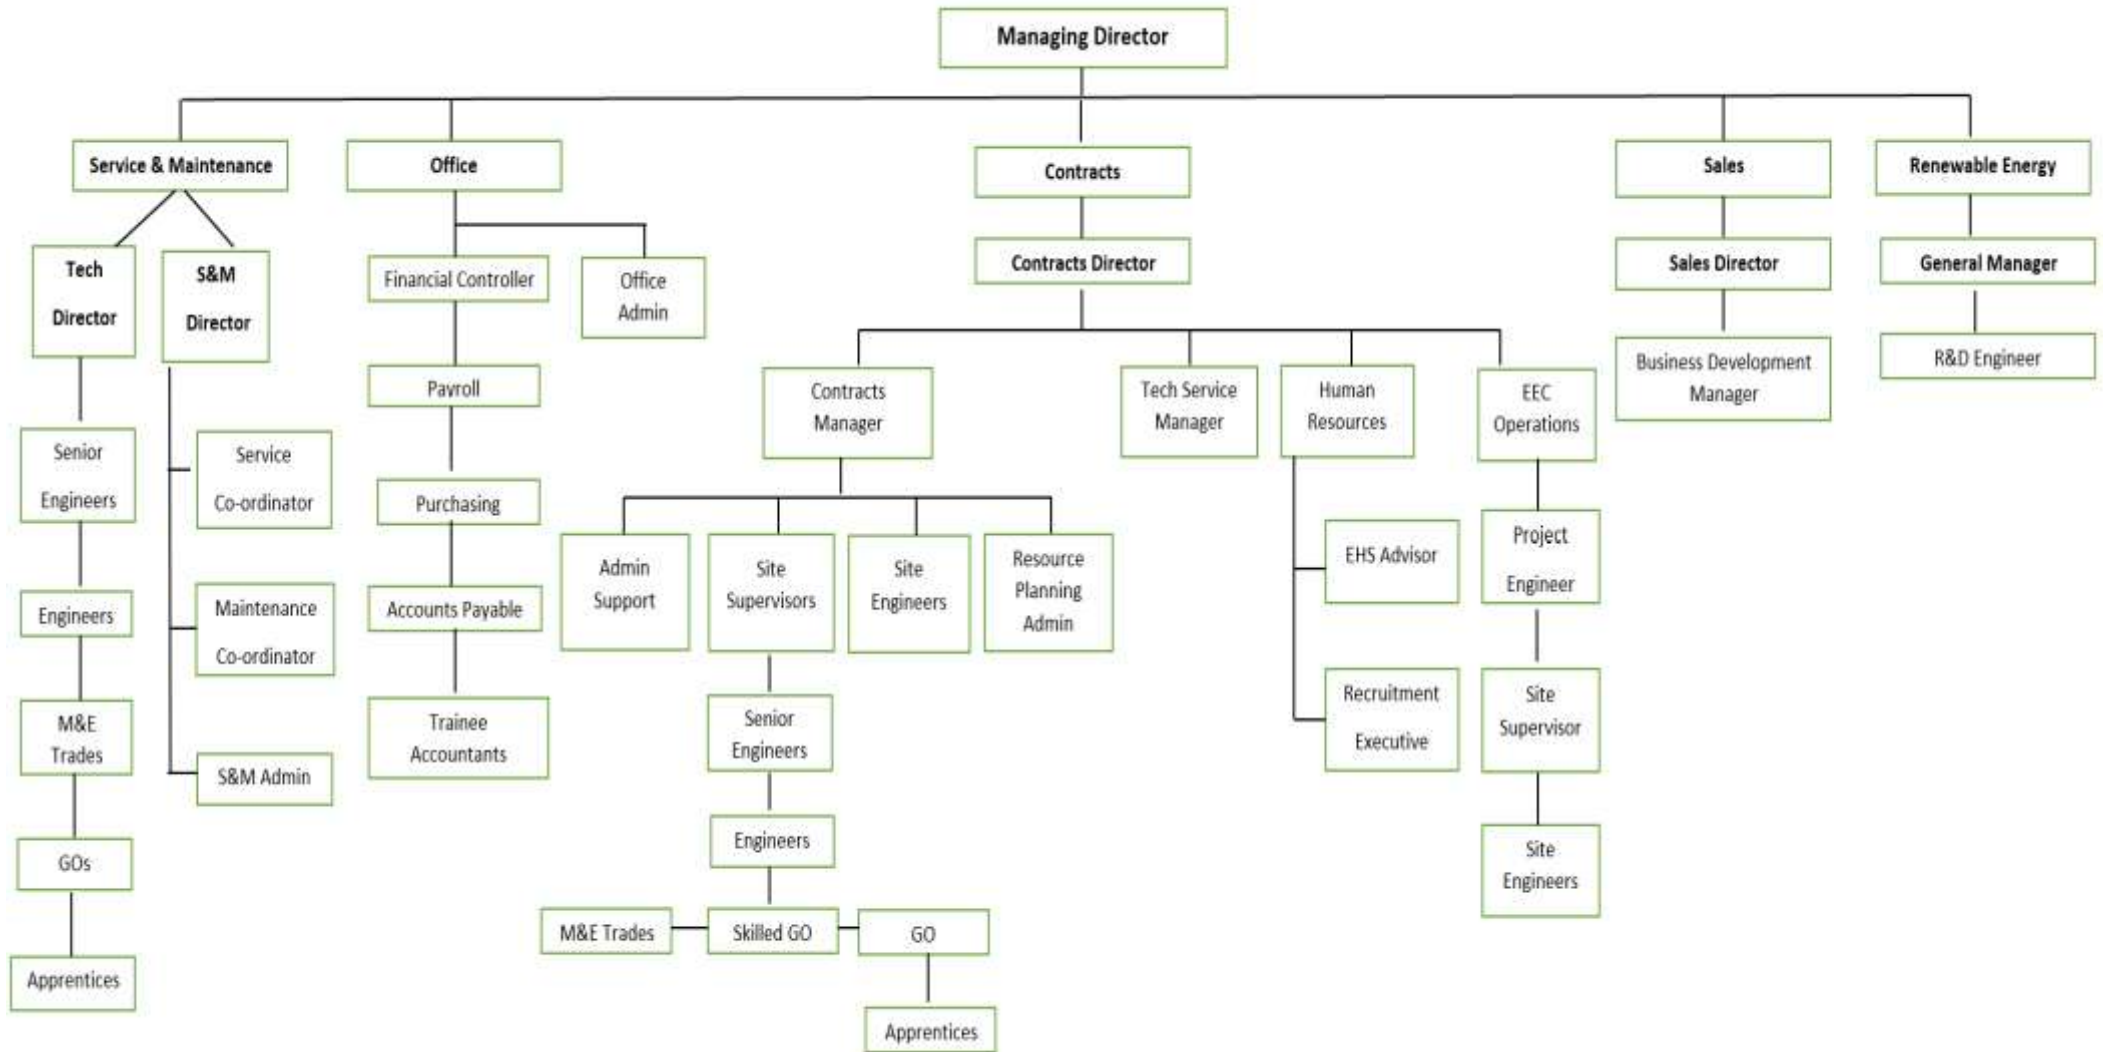 Managing Director
Service & Maintenance
Office
Contracts
Sales
Renewable Energy
Tech
Director
S&M
Director
Financial Controller
Office
Admin
Contracts Director
Sales Director
General Manager
Payroll
Contracts
Manager
Tech Service
Manager
Human
Resources
EEC
Operations
Business Development
Manager
R&D Engineer
Senior
Engineers
Service
Co-ordinator
Purchasing
Admin
Support
Site
Supervisors
Site
Engineers
Resource
Planning
Admin
EHS Advisor
Project
Engineer
Engineers
Maintenance
Co-ordinator
Accounts Payable
M&E
Trades
S&M Admin
Trainee
Accountants
Senior
Engineers
Recruitment
Executive
Site
Supervisor
GOs
Engineers
Site
Engineers
Apprentices
M&E Trades
Skilled GO
GO
Apprentices